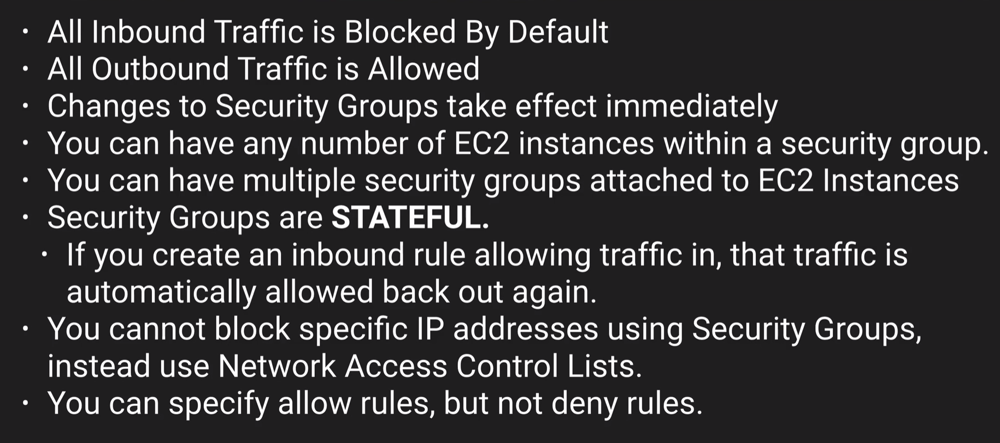 · All Inbound Traffic is Blocked By Default
· All Outbound Traffic is Allowed
· Changes to Security Groups take effect immediately
· You can have any number of EC2 instances within a security group.
· You can have multiple security groups attached to EC2 Instances
· Security Groups are STATEFUL.
· If you create an inbound rule allowing traffic in, that traffic is
automatically allowed back out again.
· You cannot block specific IP addresses using Security Groups,
instead use Network Access Control Lists.
· You can specify allow rules, but not deny rules.